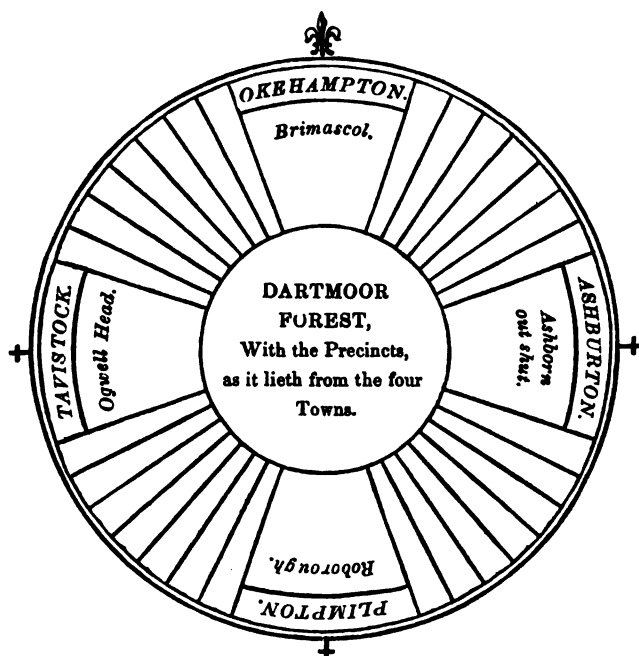 OKEHAMPTON.
Brimascol.
TAVISTOCK.
Ogwell Head.
DARTMOOR
FOREST,
With the Precincts,
as it lieth from the four
Towns.
ASHBURTON.
Ashborn
out shut.
Roborough.
PLIMPTON.